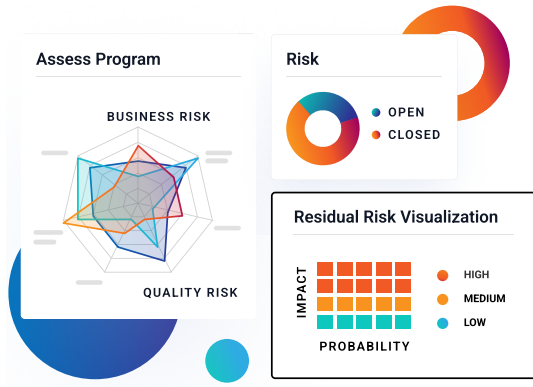 Assess Program
BUSINESS RISK
QUALITY RISK
Risk
OPEN
CLOSED
Residual Risk Visualization
IMPACT
HIGH
MEDIUM
LOW
PROBABILITY